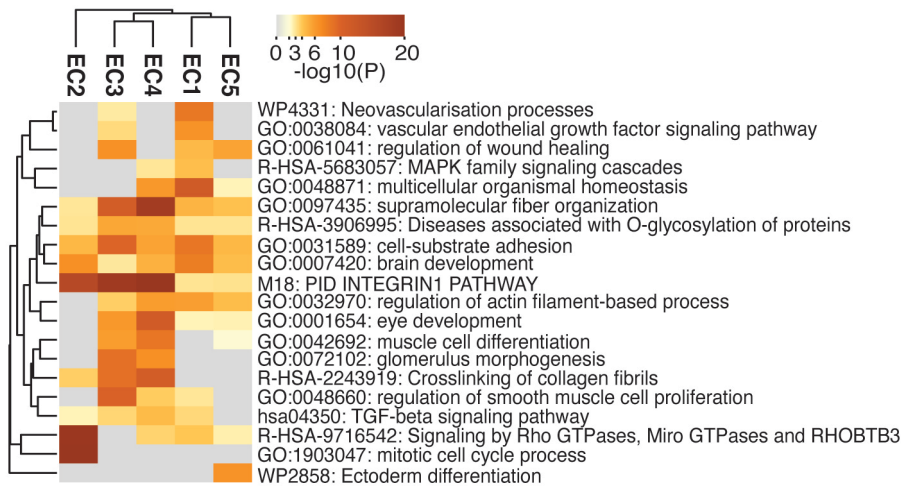 EC2 EC3 EC4 EC1 EC5
0 3 6 10 20
-log10(P)
WP4331: Neovascularisation processes
GO:0038084: vascular endothelial growth factor signaling pathway
GO:0061041: regulation of wound healing
R-HSA-5683057: MAPK family signaling cascades
GO:0048871: multicellular organismal homeostasis
GO:0097435: supramolecular fiber organization
R-HSA-3906995: Diseases associated with O-glycosylation of proteins
GO:0031589: cell-substrate adhesion
GO:0007420: brain development
M18: PID INTEGRIN1 PATHWAY
GO:0032970: regulation of actin filament-based process
GO:0001654: eye development
GO:0042692: muscle cell differentiation
GO:0072102: glomerulus morphogenesis
R-HSA-2243919: Crosslinking of collagen fibrils
GO:0048660: regulation of smooth muscle cell proliferation
hsa04350: TGF-beta signaling pathway
R-HSA-9716542: Signaling by Rho GTPases, Miro GTPases and RHOBTB3
GO:1903047: mitotic cell cycle process
WP2858: Ectoderm differentiation